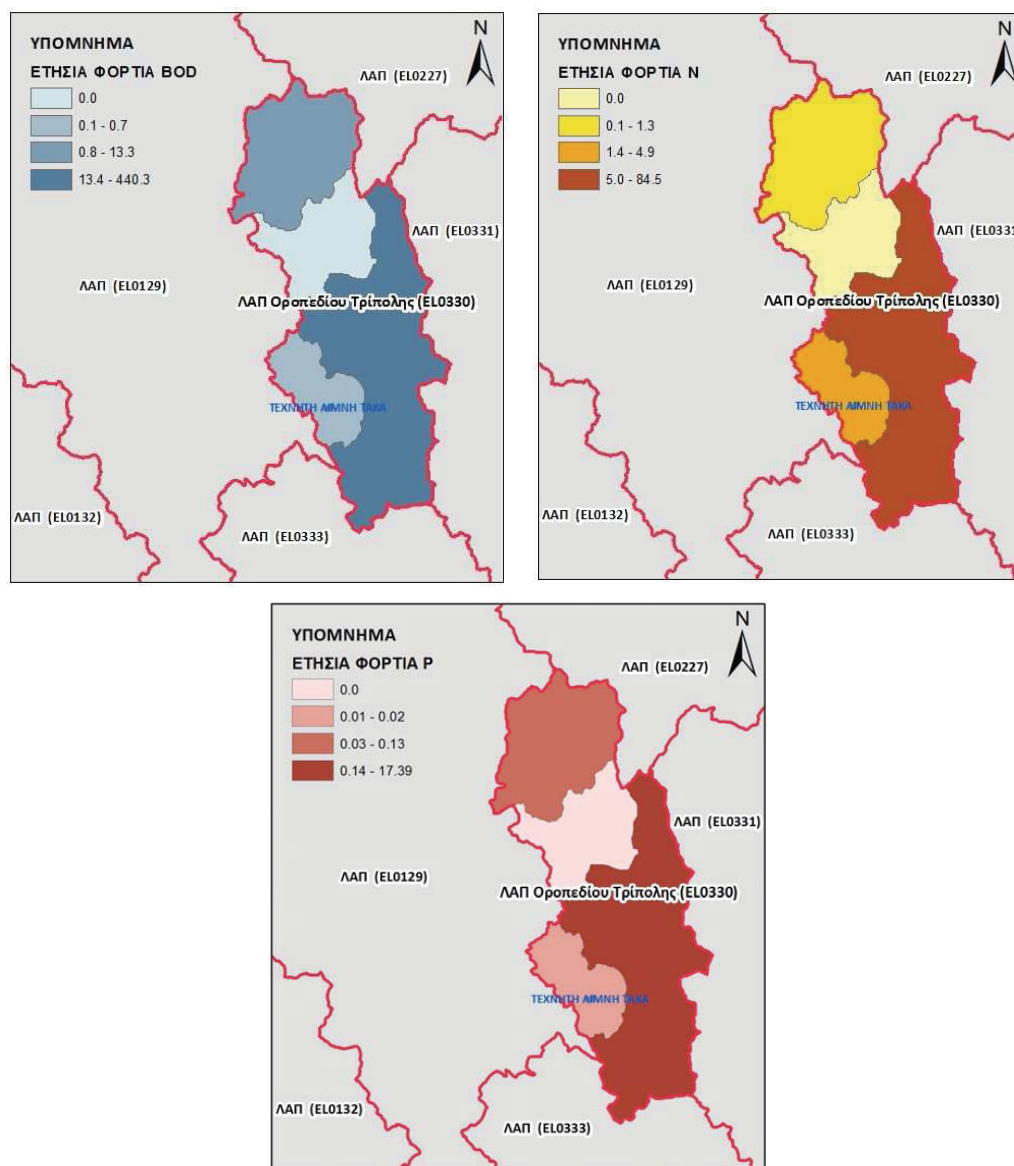 ΥΠΟΜΝΗΜΑ
ΕΤΗΣΙΑ ΦΟΡΤΙΑ BOD
0.0
0.1 - 0.7
0.8 - 13.3
13.4 - 440.3
N
ΛΑΠ (EL0227)
ΛΑΠ (EL0331)
ΛΑΠ (EL0129)
ΛΑΠ Οροπεδίου Τρίπολης (EL0330)
ΤΕΧΝΗΤΗ ΛΙΜΝΗ ΤΑΚΑ
ΛΑΠ (EL0132)
ΛΑΠ (EL0333)
ΥΠΟΜΝΗΜΑ
ΕΤΗΣΙΑ ΦΟΡΤΙΑ N
0.0
0.1 - 1.3
1.4 - 4.9
5.0 - 84.5
N
ΛΑΠ (EL0227)
ΛΑΠ (EL0331
ΛΑΠ (EL0129)
ΛΑΠ Οροπεδίου Τρίπολης (EL0330)
ΤΕΧΝΗΤΗ ΛΙΜΝΗ ΤΑΚΑ
ΛΑΠ (EL0132)
ΛΑΠ (EL0333)
ΥΠΟΜΝΗΜΑ
ΕΤΗΣΙΑ ΦΟΡΤΙΑ P
0.0
0.01 - 0.02
0.03 - 0.13
0.14 - 17.39
N
ΛΑΠ (EL0227)
ΛΑΠ (EL0331)
ΛΑΠ (EL0129)
ΛΑΠ Οροπεδίου Τρίπολης (EL0330)
ΤΕΧΝΗΤΗ ΛΙΜΝΗ ΤΑΚΑ
ΛΑΠ (EL0132)
ΛΑΠ (EL0333)